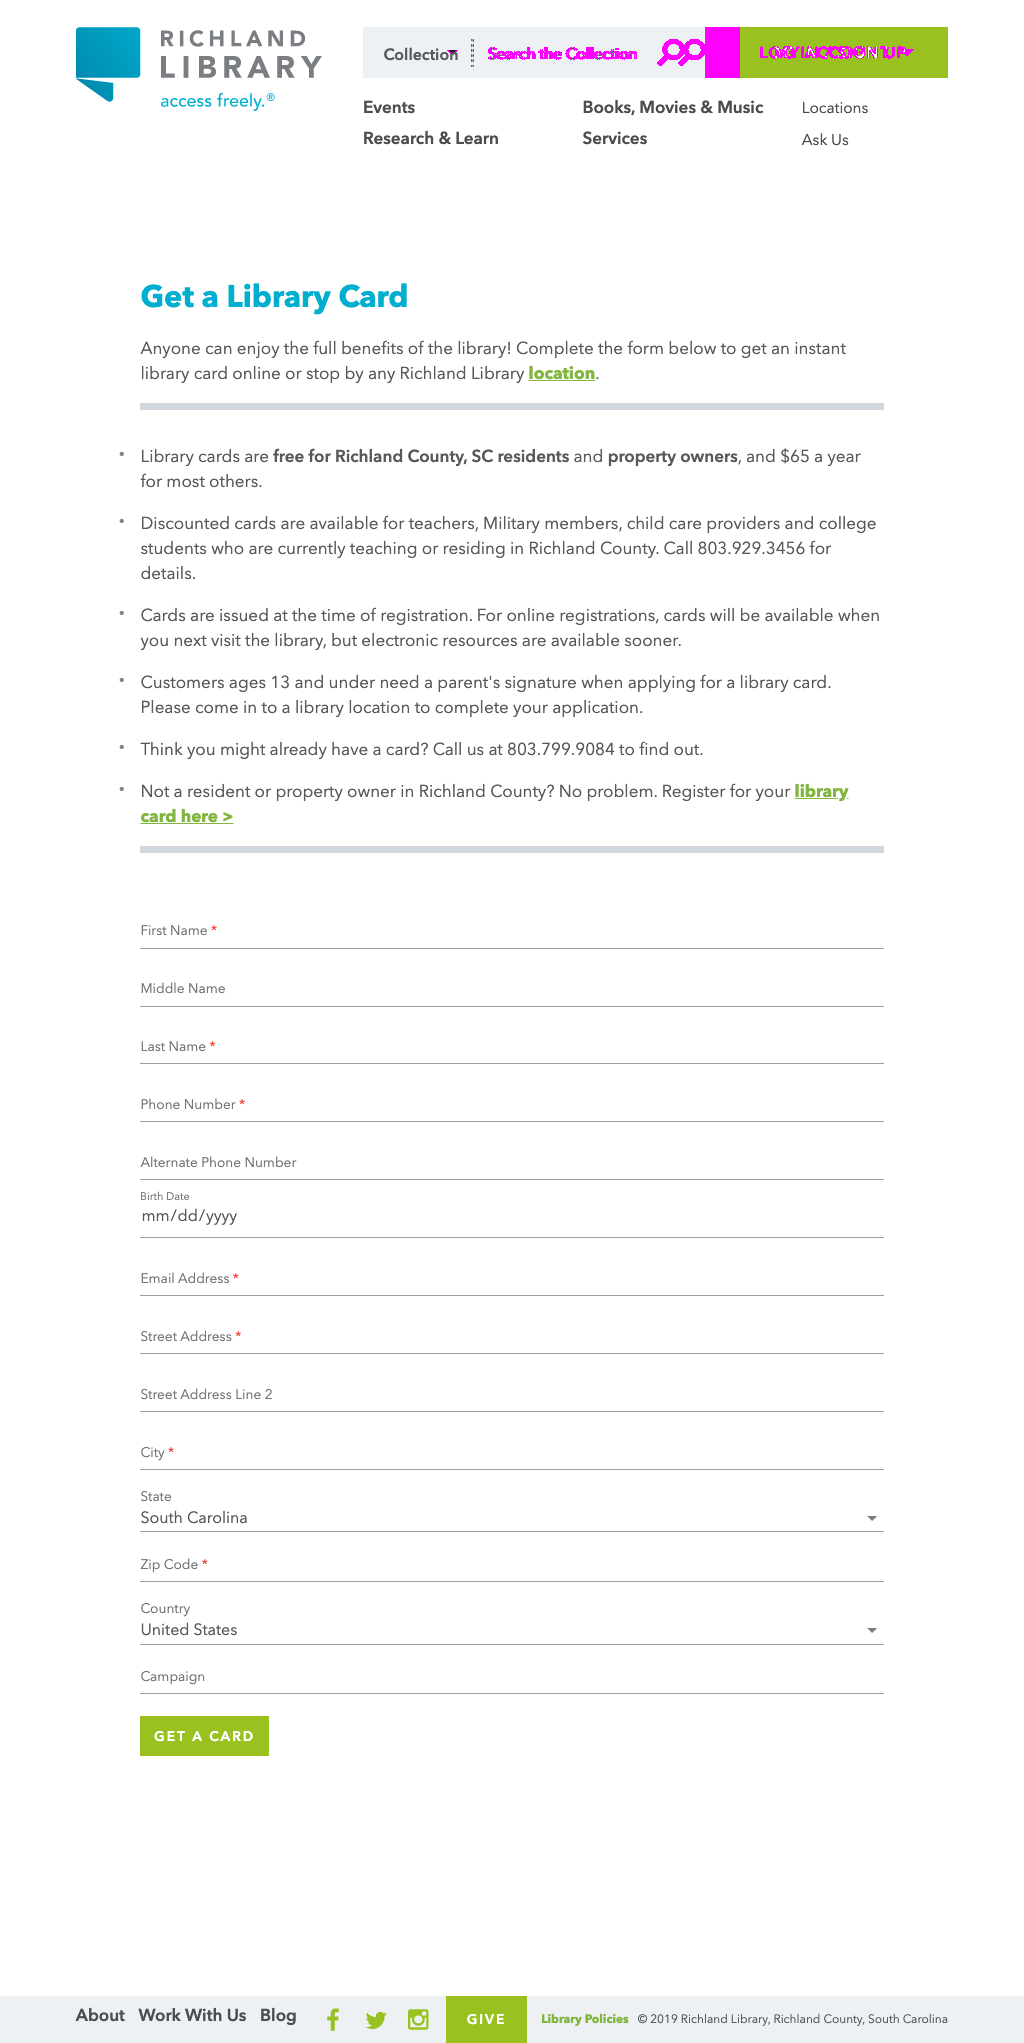 RICHLAND
LIBRARY
access freely.®
Collection
Search the Collection
Events
Books, Movies & Music
Locations
Research & Learn
Services
Ask Us
Get a Library Card
Anyone can enjoy the full benefits of the library! Complete the form below to get an instant
library card online or stop by any Richland Library location.
• Library cards are free for Richland County, SC residents and property owners, and $65 a year
for most others.
• Discounted cards are available for teachers, Military members, child care providers and college
students who are currently teaching or residing in Richland County. Call 803.929.3456 for
details.
• Cards are issued at the time of registration. For online registrations, cards will be available when
you next visit the library, but electronic resources are available sooner.
• Customers ages 13 and under need a parent's signature when applying for a library card.
Please come in to a library location to complete your application.
• Think you might already have a card? Call us at 803.799.9084 to find out.
• Not a resident or property owner in Richland County? No problem. Register for your library
card here >
First Name *
Middle Name
Last Name *
Phone Number *
Alternate Phone Number
Birth Date
mm/dd/yyyy
Email Address *
Street Address *
Street Address Line 2
City *
State
South Carolina
Zip Code *
Country
United States
Campaign
GET A CARD
About Work With Us Blog
GIVE
Library Policies © 2019 Richland Library, Richland County, South Carolina